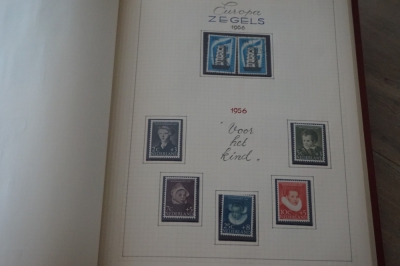 Europa
ZEGELS
1956
1956
"Voor
het
kind"